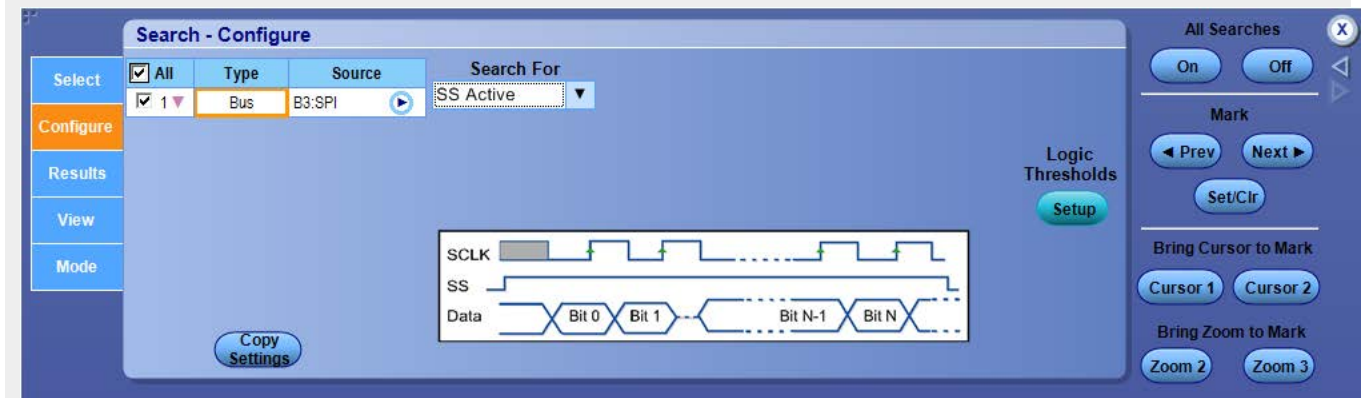 Search - Configure
Select
Configure
Results
View
Mode
All Type Source
1 Bus B3:SPI
Search For
SS Active
Logic
Thresholds
Setup
SCLK
SS
Data Bit 0 Bit 1 Bit N-1 Bit N
Copy
Settings
All Searches
X
On Off
Mark
Prev Next
Set/Clr
Bring Cursor to Mark
Cursor 1 Cursor 2
Bring Zoom to Mark
Zoom 2 Zoom 3